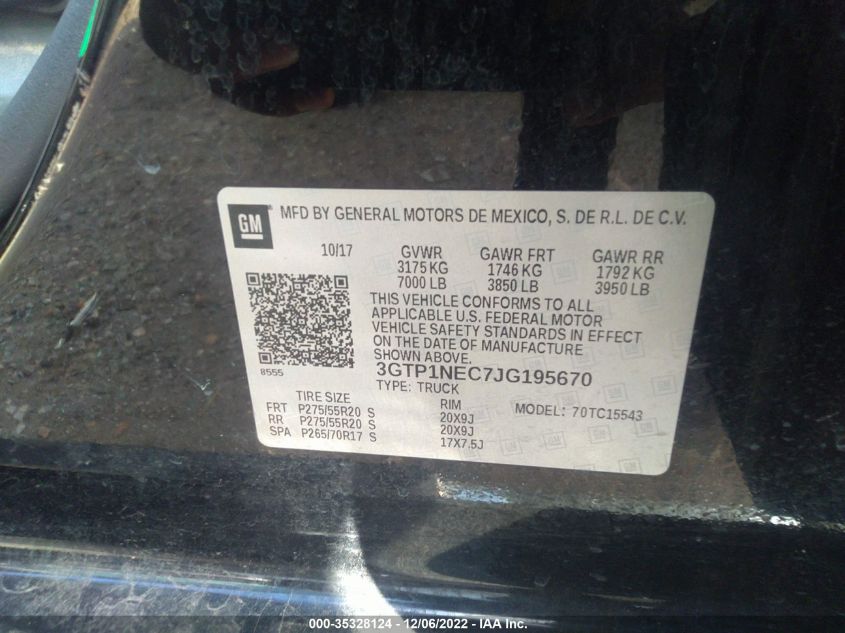 GM MFD BY GENERAL MOTORS DE MEXICO, S. DE R.L. DE C.V.
10/17 GVWR GAWR FRT GAWR RR
3175 KG 1746 KG 1792 KG
7000 LB 3850 LB 3950 LB
THIS VEHICLE CONFORMS TO ALL
APPLICABLE U.S. FEDERAL MOTOR
VEHICLE SAFETY STANDARDS IN EFFECT
ON THE DATE OF MANUFACTURE
SHOWN ABOVE.
8555 3GTP1NEC7JG195670
TYPE: TRUCK
TIRE SIZE RIM MODEL: 70TC15543
FRT P275/55R20 S 20X9J
RR P275/55R20 S 20X9J
SPA P265/70R17 S 17X7.5J
000-35328124 - 12/06/2022 - IAA Inc.